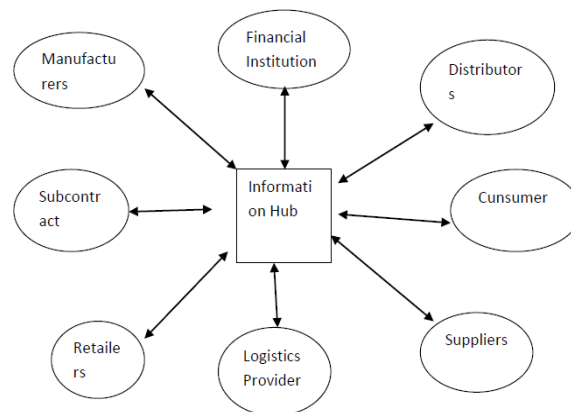 Financial
Institution
Manufactu
rers
Distributor
s
Informati
on Hub
Subcontr
act
Cunsumer
Retaile
rs
Logistics
Provider
Suppliers